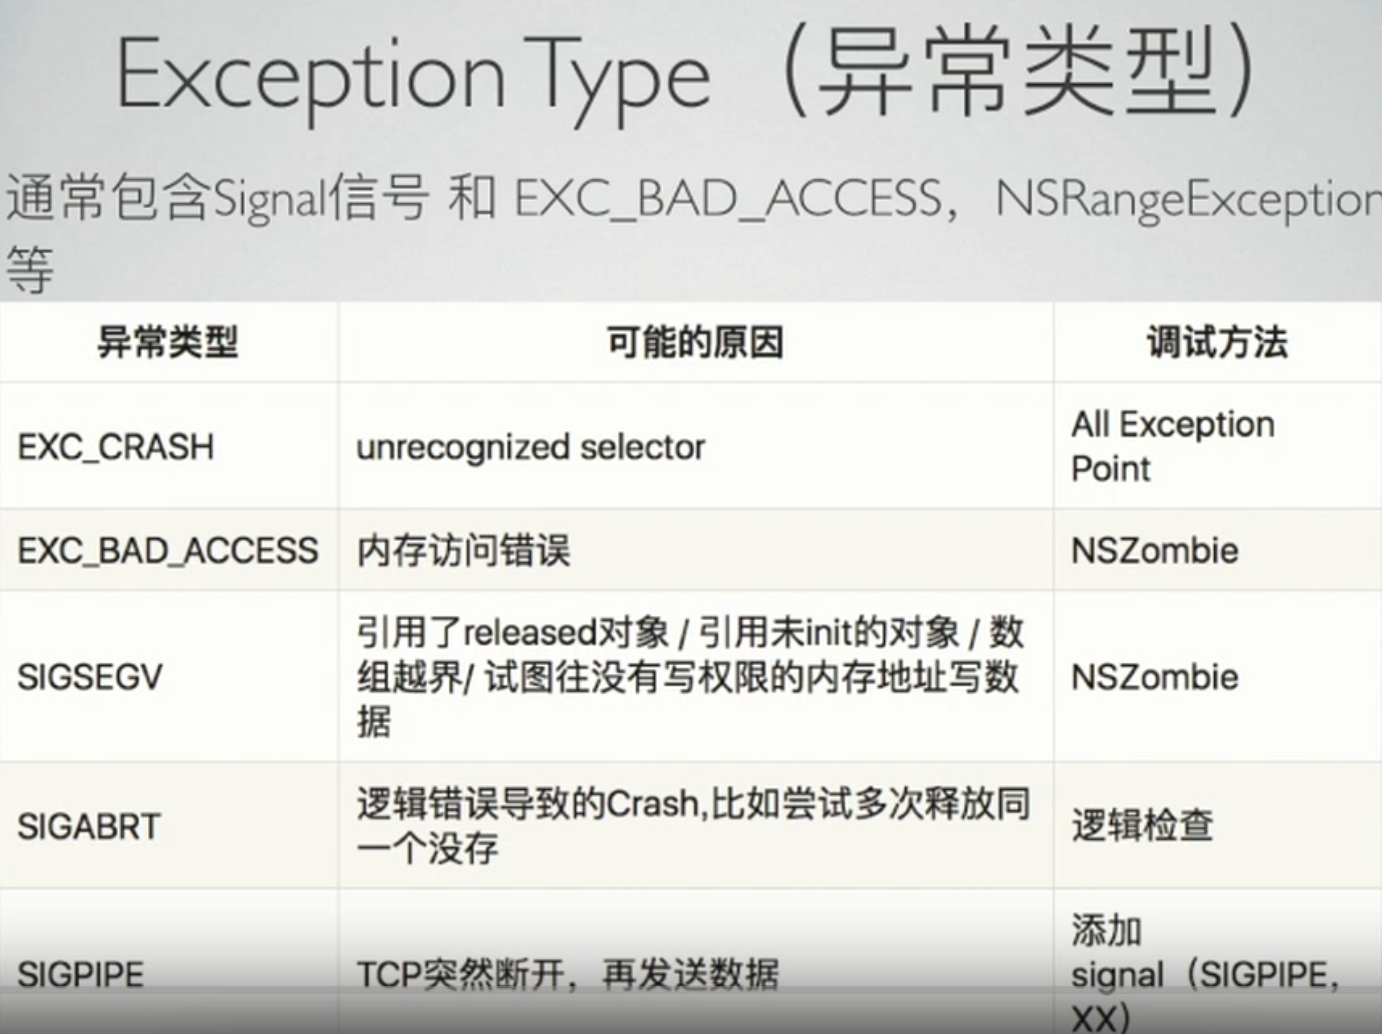 Exception Type（异常类型）
通常包含Signal信号 和 EXC_BAD_ACCESS，NSRangeException
等
异常类型 可能的原因 调试方法
EXC_CRASH unrecognized selector All Exception
Point
EXC_BAD_ACCESS 内存访问错误 NSZombie
引用了released对象 / 引用未init的对象 / 数
SIGSEGV 组越界/ 试图往没有写权限的内存地址写数 NSZombie
据
逻辑错误导致的Crash,比如尝试多次释放同
SIGABRT 一个没存 逻辑检查
添加
SIGPIPE TCP突然断开，再发送数据 signal（SIGPIPE，
XX）